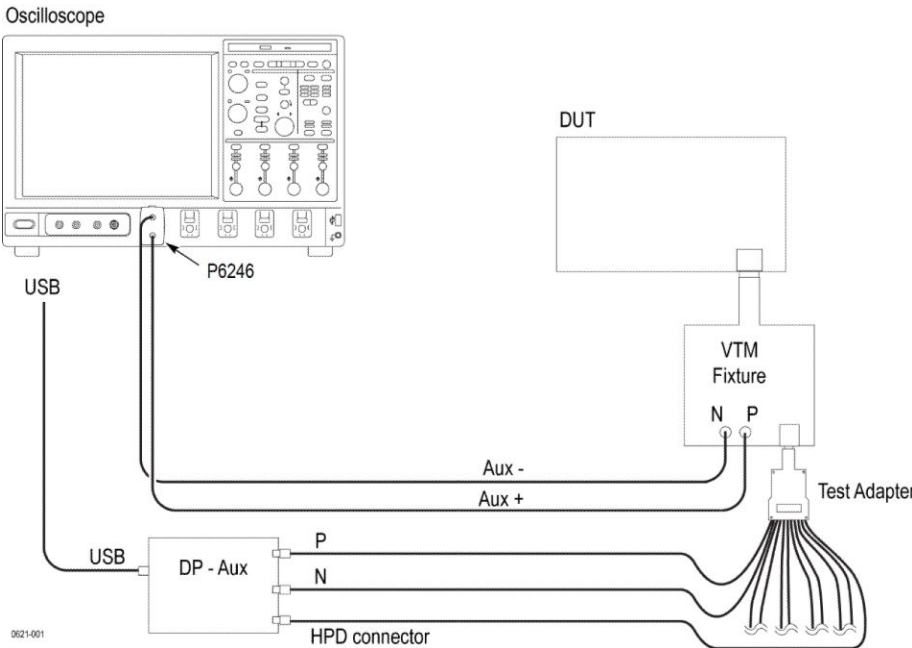 Oscilloscope
DUT
P6246
USB
VTM
Fixture
N P
Aux -
Aux +
Test Adapter
P
USB
DP - Aux
N
HPD connector
0621-001